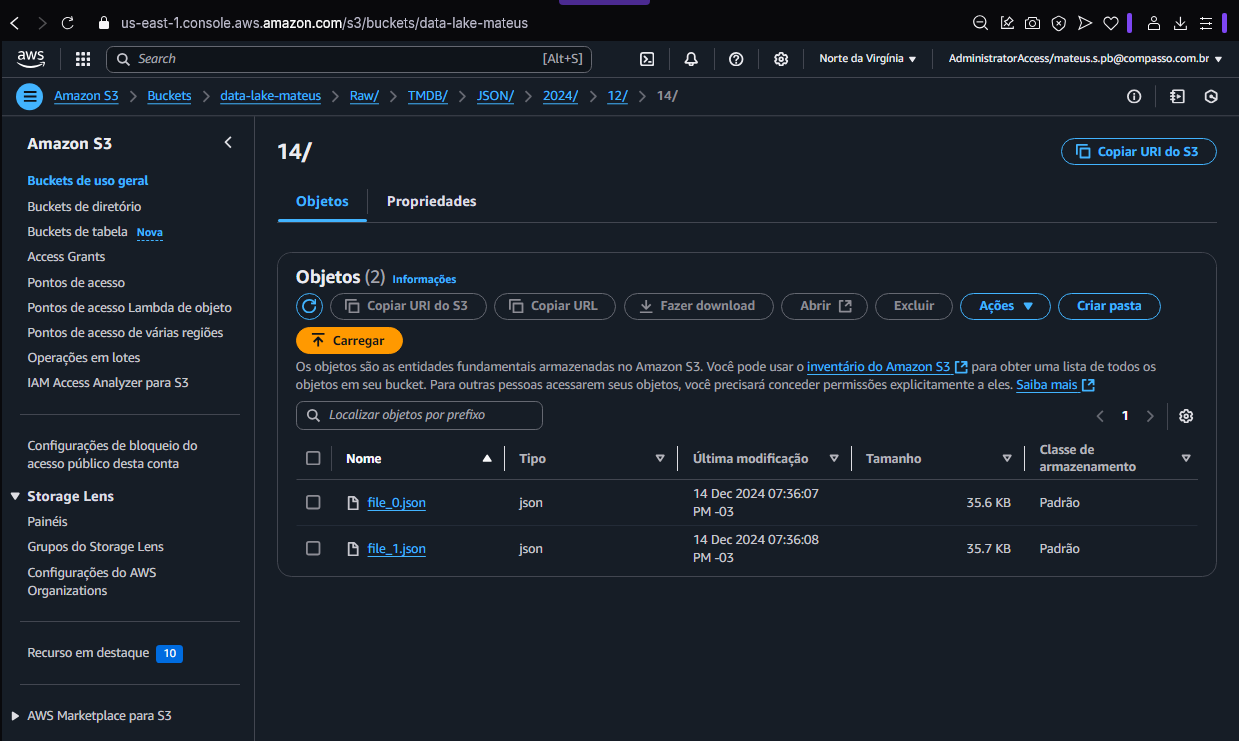 us-east-1.console.aws.amazon.com/s3/buckets/data-lake-mateus
aws
Search
[Alt+S]
Norte da Virgínia
AdministratorAccess/mateus.s.pb@compasso.com.br
Amazon S3
Buckets
data-lake-mateus
Raw/
TMDB/
JSON/
2024/
12/
14/
Amazon S3
Buckets de uso geral
Buckets de diretório
Buckets de tabela Nova
Access Grants
Pontos de acesso
Pontos de acesso Lambda de objeto
Pontos de acesso de várias regiões
Operações em lotes
IAM Access Analyzer para S3
Configurações de bloqueio do
acesso público desta conta
Storage Lens
Painéis
Grupos do Storage Lens
Configurações do AWS
Organizations
Recurso em destaque 10
AWS Marketplace para S3
14/
Copiar URI do S3
Objetos
Propriedades
Objetos (2) Informações
Copiar URI do S3
Copiar URL
Fazer download
Abrir
Excluir
Ações
Criar pasta
Carregar
Os objetos são as entidades fundamentais armazenadas no Amazon S3. Você pode usar o inventário do Amazon S3 para obter uma lista de todos os
objetos em seu bucket. Para outras pessoas acessarem seus objetos, você precisará conceder permissões explicitamente a eles. Saiba mais
Localizar objetos por prefixo
1
Nome
Tipo
Última modificação
Tamanho
Classe de
armazenamento
file_0.json
json
14 Dec 2024 07:36:07
PM -03
35.6 KB
Padrão
file_1.json
json
14 Dec 2024 07:36:08
PM -03
35.7 KB
Padrão